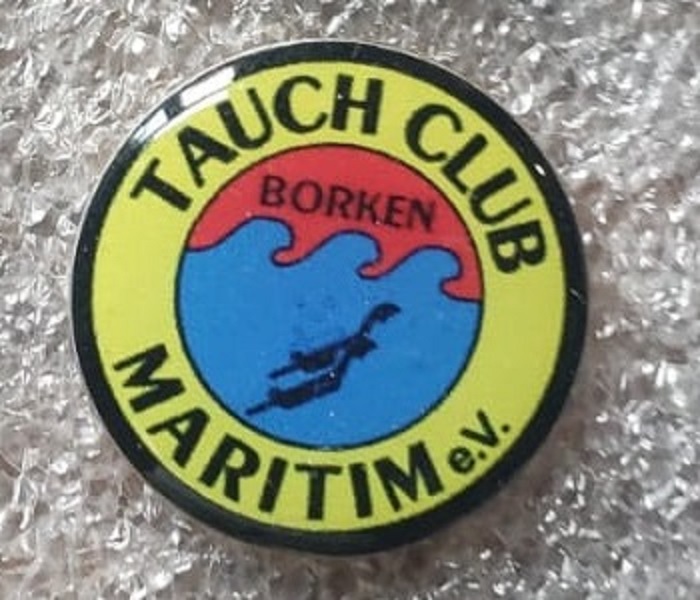 TAUCH CLUB
BORKEN
MARITIM e.V.